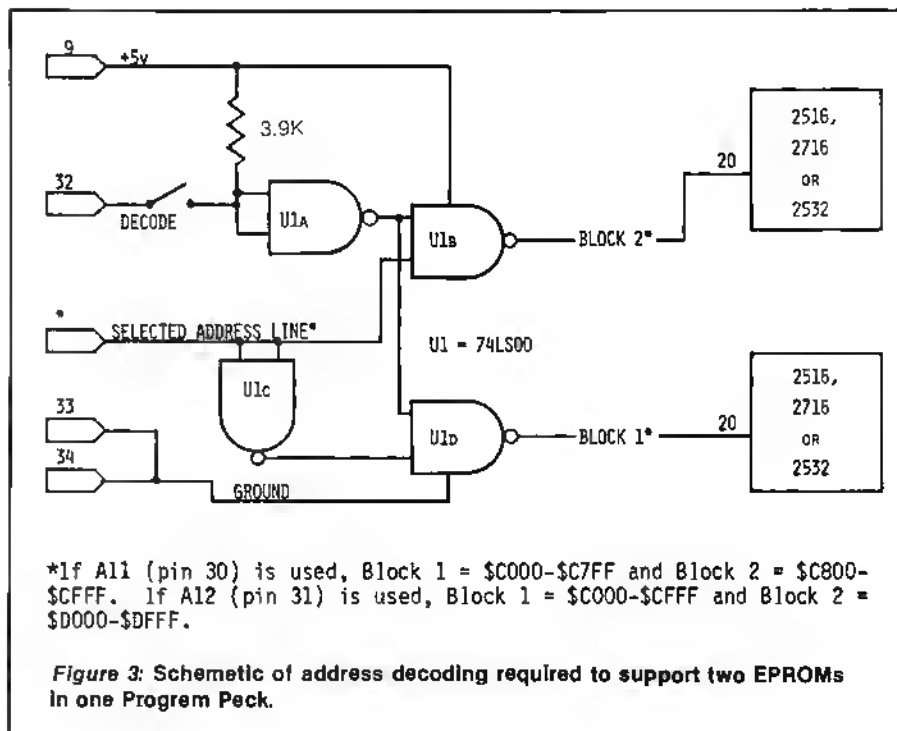 9
+5v
3.9K
32
DECODE
U1A
U1B
BLOCK 2*
20
2516,
2716
OR
2532
*
SELECTED ADDRESS LINE*
U1 = 74LS00
U1C
33
34
GROUND
U1D
BLOCK 1*
20
2516,
2716
OR
2532
*If A11 (pin 30) is used, Block 1 = $C000-$C7FF and Block 2 = $C800-
$CFFF. If A12 (pin 31) is used, Block 1 = $C000-$CFFF and Block 2 =
$D000-$DFFF.
Figure 3: Schematic of address decoding required to support two EPROMs
in one Progrem Peck.